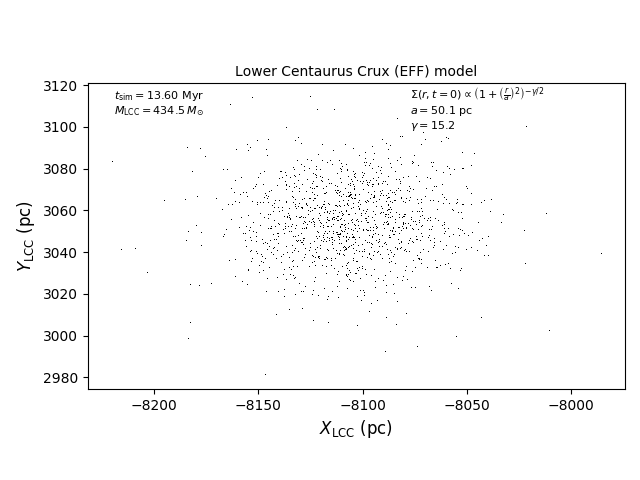 Lower Centaurus Crux (EFF) model
t_sim = 13.60 Myr
M_LCC = 434.5 M_⊙
Σ(r, t = 0) ∝ (1 + (r/a)²)^(−γ/2)
a = 50.1 pc
γ = 15.2
3120
3100
3080
3060
3040
3020
3000
2980
Y_LCC (pc)
−8200 −8150 −8100 −8050 −8000
X_LCC (pc)